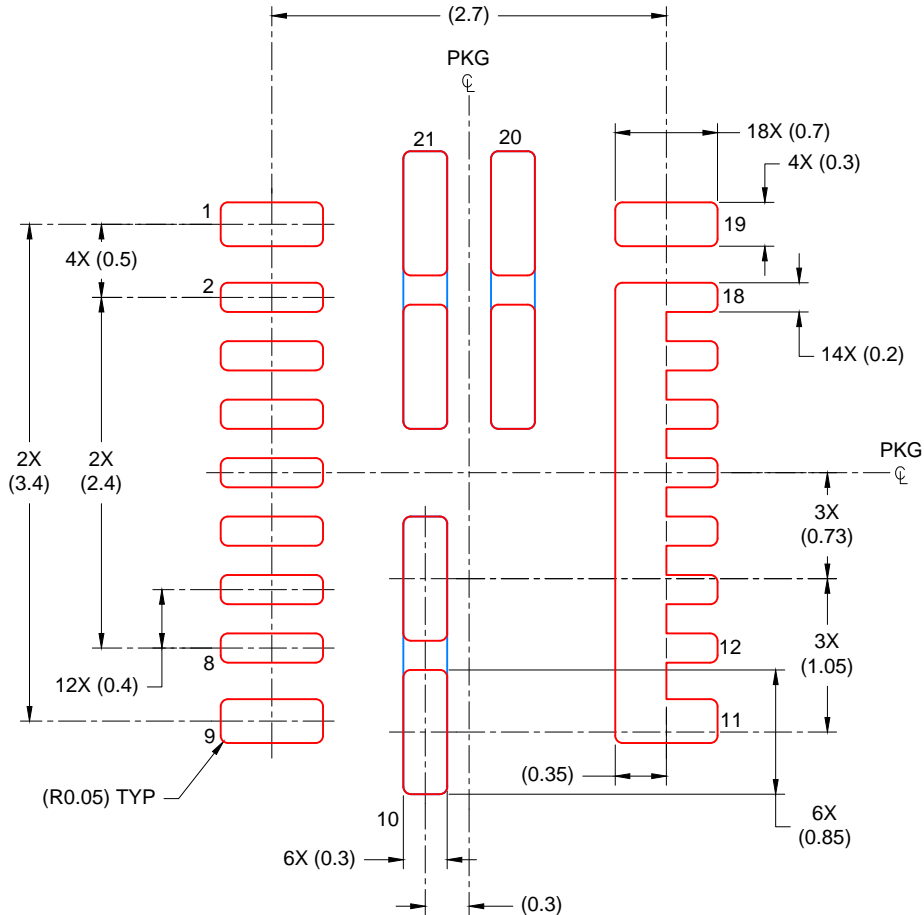 (2.7)
PKG
℄
21
20
18X (0.7)
4X (0.3)
1
19
4X (0.5)
2
18
14X (0.2)
PKG
℄
2X
(3.4)
2X
(2.4)
3X
(0.73)
8
12
3X
(1.05)
12X (0.4)
9
11
(R0.05) TYP
(0.35)
10
6X
(0.85)
6X (0.3)
(0.3)